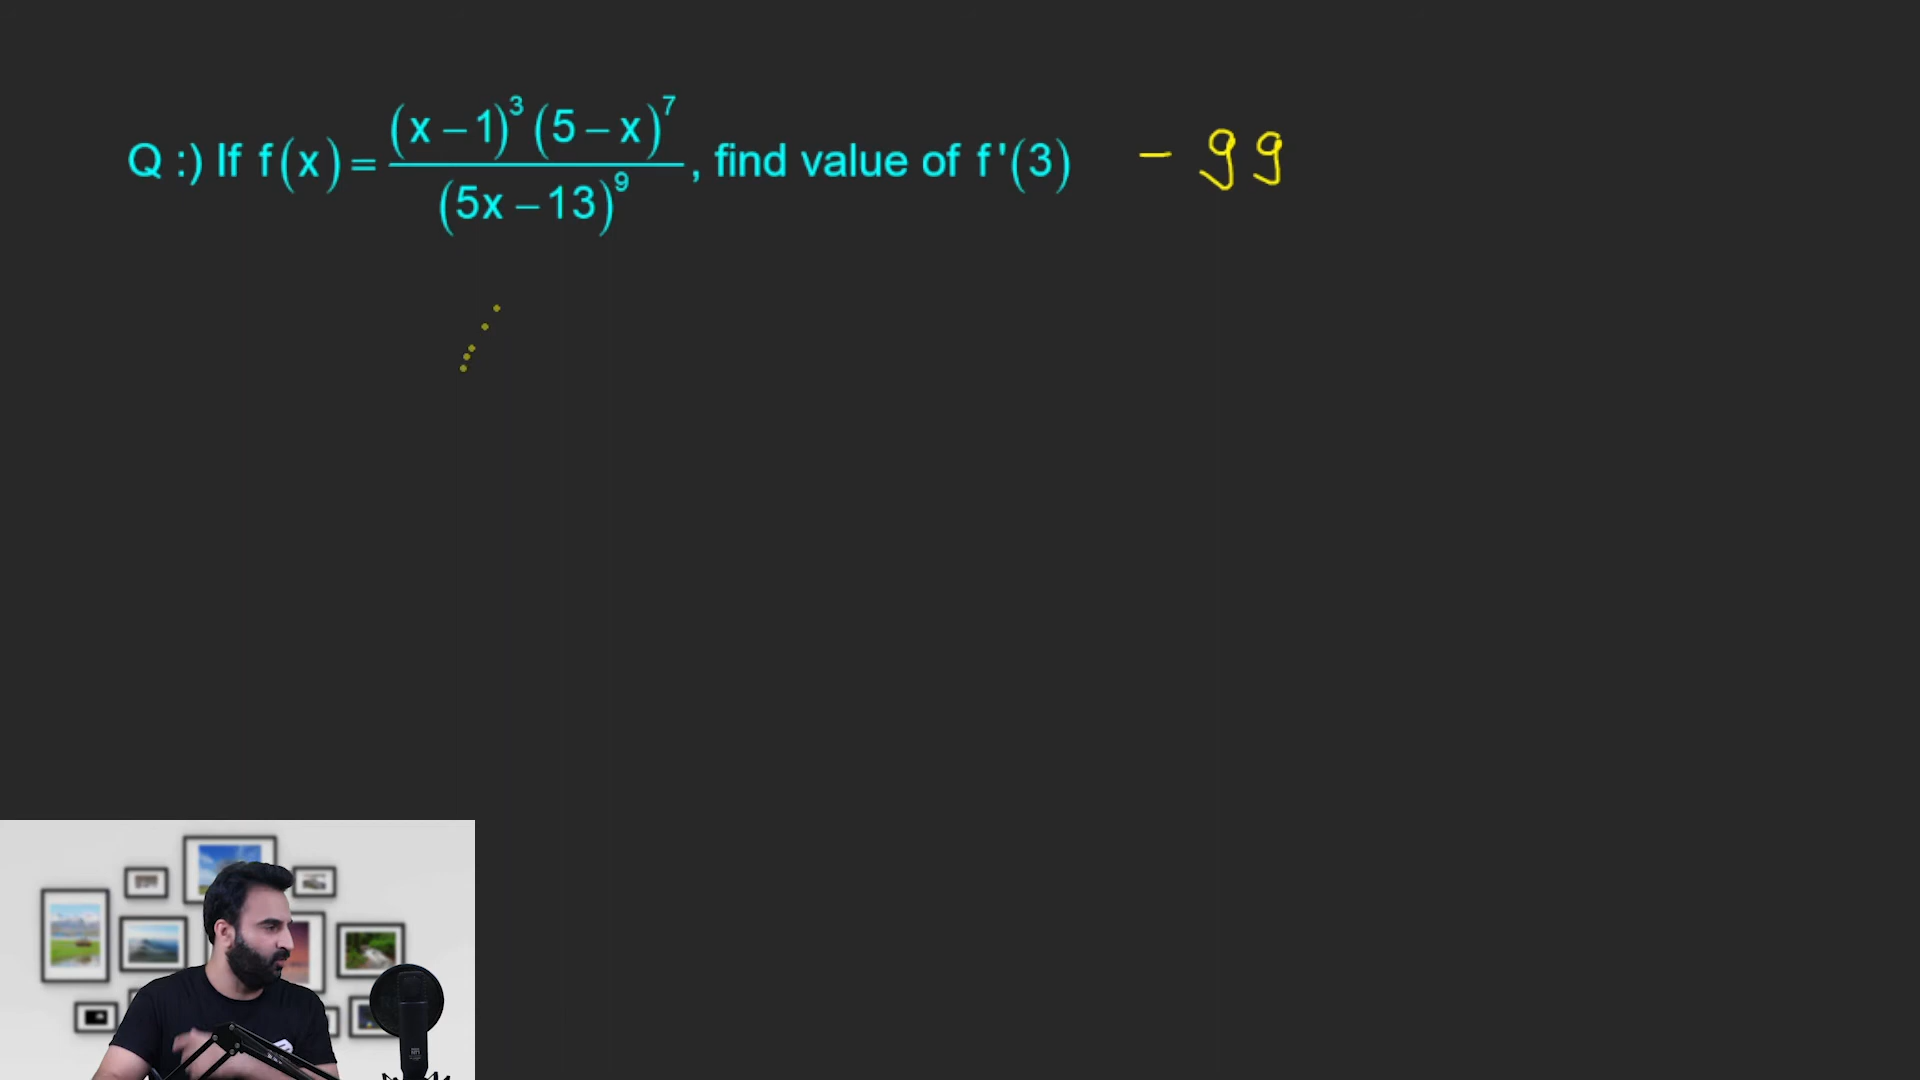 Q :) If f(x) = (x – 1)³ (5 – x)⁷ / (5x – 13)⁹ , find value of f'(3) - 99